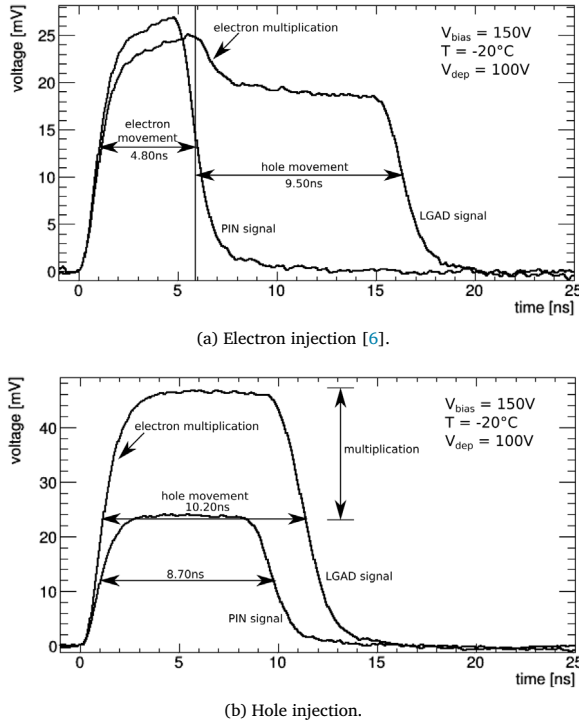 voltage [mV]
25
20
15
10
5
0
electron multiplication
V_bias = 150V
T = -20°C
V_dep = 100V
electron
movement
4.80ns
hole movement
9.50ns
PIN signal
LGAD signal
0 5 10 15 20 25
time [ns]
(a) Electron injection [6].
voltage [mV]
40
30
20
10
0
electron multiplication
V_bias = 150V
T = -20°C
V_dep = 100V
multiplication
hole movement
10.20ns
8.70ns
LGAD signal
PIN signal
0 5 10 15 20 25
time [ns]
(b) Hole injection.